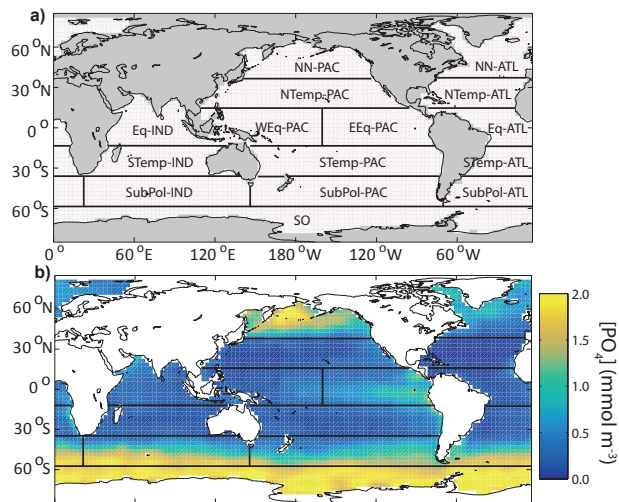 a)
60 °N
30 °N
0 °
30 °S
60 °S
NN-PAC
NN-ATL
NTemp-PAC
NTemp-ATL
Eq-IND
WEq-PAC
EEq-PAC
Eq-ATL
STemp-IND
STemp-PAC
STemp-ATL
SubPol-IND
SubPol-PAC
SubPol-ATL
SO
0°
60°E
120°E
180°W
120°W
60°W
b)
60 °N
30 °N
0 °
30 °S
60 °S
2.0
1.5
1.0
0.5
0.0
[PO₄] (mmol m⁻³)